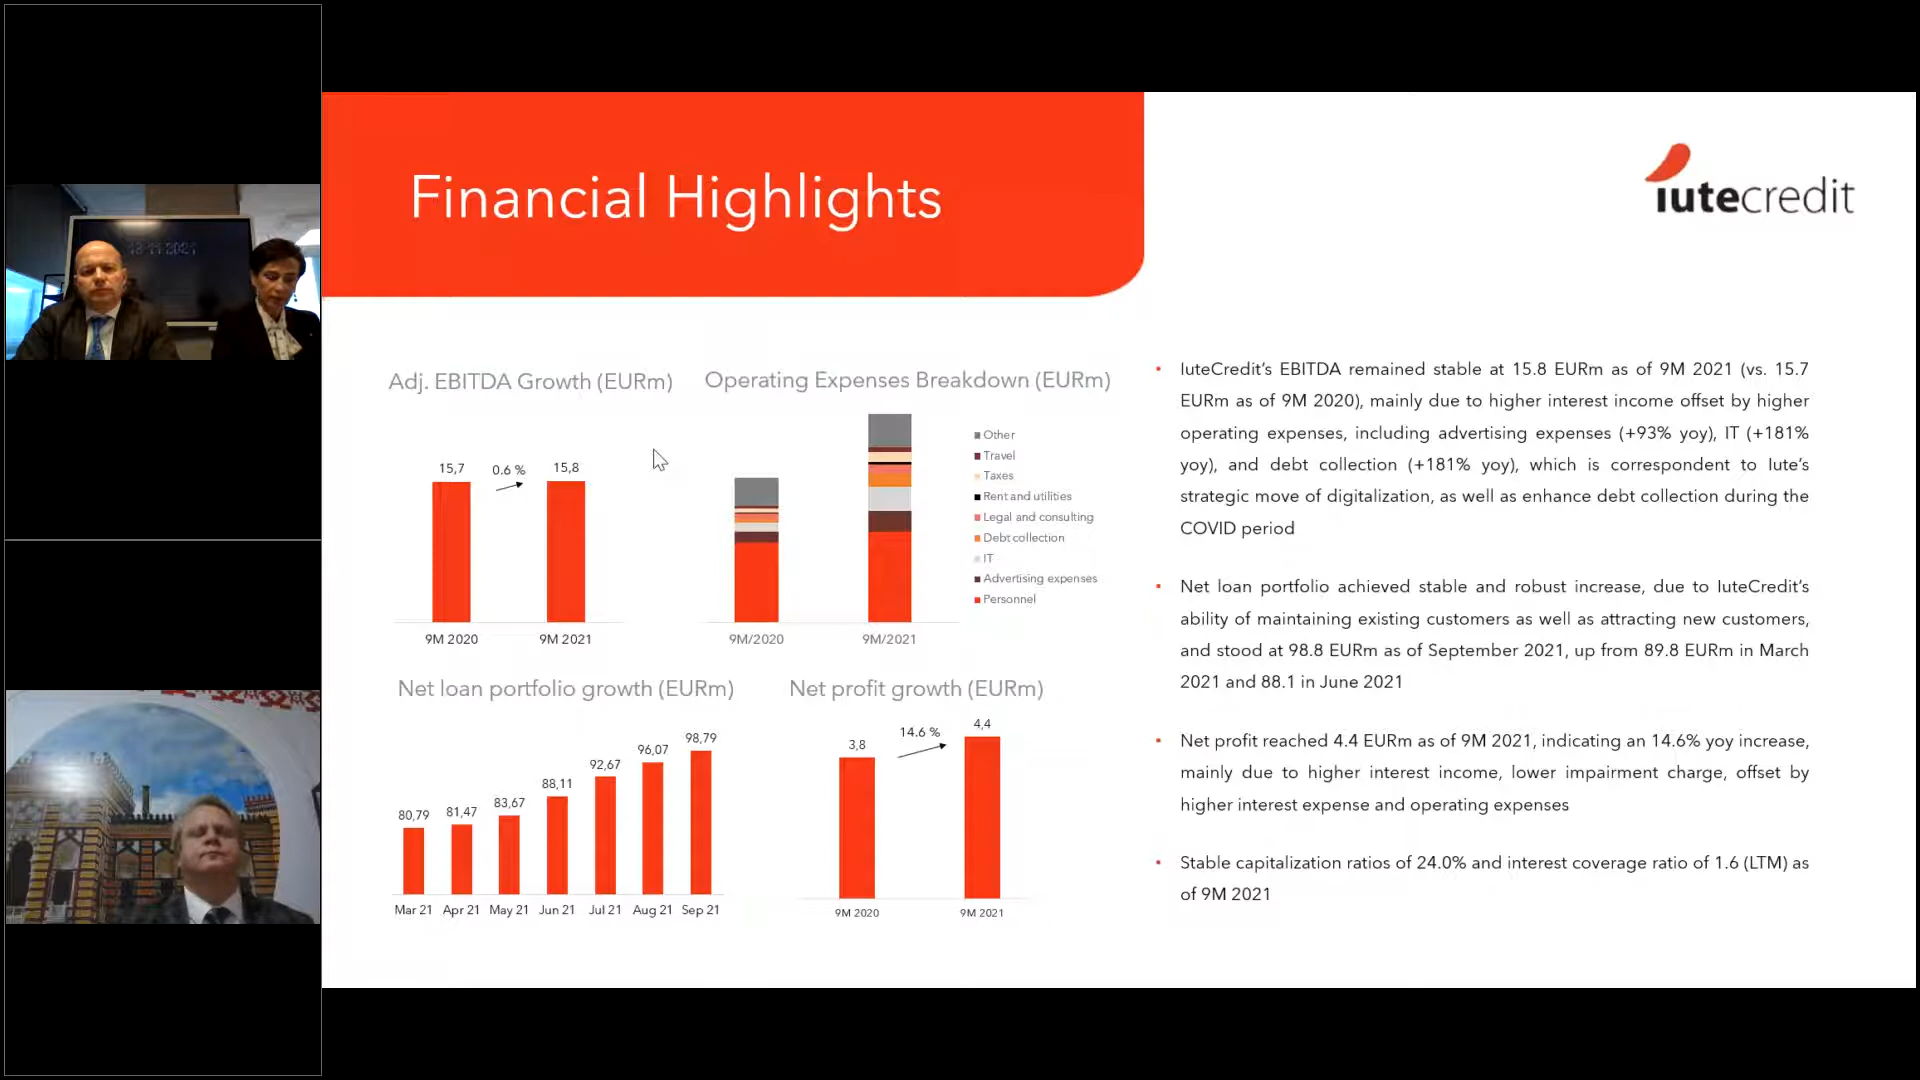 Financial Highlights
iutecredit
Adj. EBITDA Growth (EURm)
15,7
0.6 %
15,8
9M 2020
9M 2021
Operating Expenses Breakdown (EURm)
Other
Travel
Taxes
Rent and utilities
Legal and consulting
Debt collection
IT
Advertising expenses
Personnel
9M/2020
9M/2021
Net loan portfolio growth (EURm)
80,79
81,47
83,67
88,11
92,67
96,07
98,79
Mar 21
Apr 21
May 21
Jun 21
Jul 21
Aug 21
Sep 21
Net profit growth (EURm)
3,8
14.6 %
4,4
9M 2020
9M 2021
• IuteCredit's EBITDA remained stable at 15.8 EURm as of 9M 2021 (vs. 15.7
EURm as of 9M 2020), mainly due to higher interest income offset by higher
operating expenses, including advertising expenses (+93% yoy), IT (+181%
yoy), and debt collection (+181% yoy), which is correspondent to Iute's
strategic move of digitalization, as well as enhance debt collection during the
COVID period
• Net loan portfolio achieved stable and robust increase, due to IuteCredit's
ability of maintaining existing customers as well as attracting new customers,
and stood at 98.8 EURm as of September 2021, up from 89.8 EURm in March
2021 and 88.1 in June 2021
• Net profit reached 4.4 EURm as of 9M 2021, indicating an 14.6% yoy increase,
mainly due to higher interest income, lower impairment charge, offset by
higher interest expense and operating expenses
• Stable capitalization ratios of 24.0% and interest coverage ratio of 1.6 (LTM) as
of 9M 2021